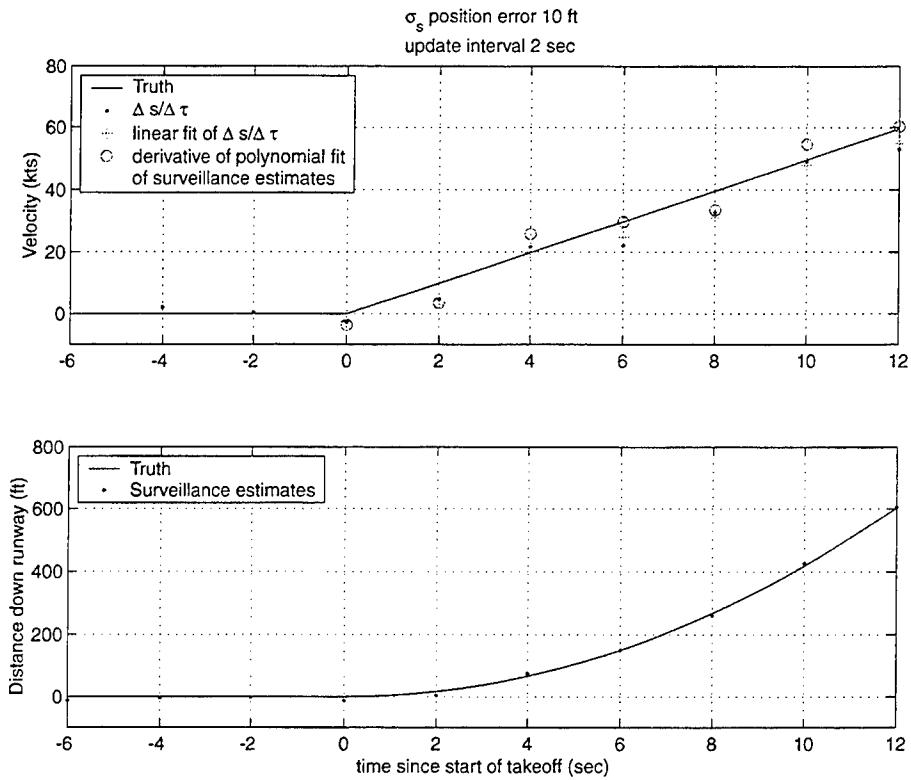 σs position error 10 ft
update interval 2 sec
80
60
40
20
0
Velocity (kts)
Truth
Δ s/Δ τ
linear fit of Δ s/Δ τ
derivative of polynomial fit
of surveillance estimates
-6 -4 -2 0 2 4 6 8 10 12
800
600
400
200
0
Distance down runway (ft)
Truth
Surveillance estimates
-6 -4 -2 0 2 4 6 8 10 12
time since start of takeoff (sec)